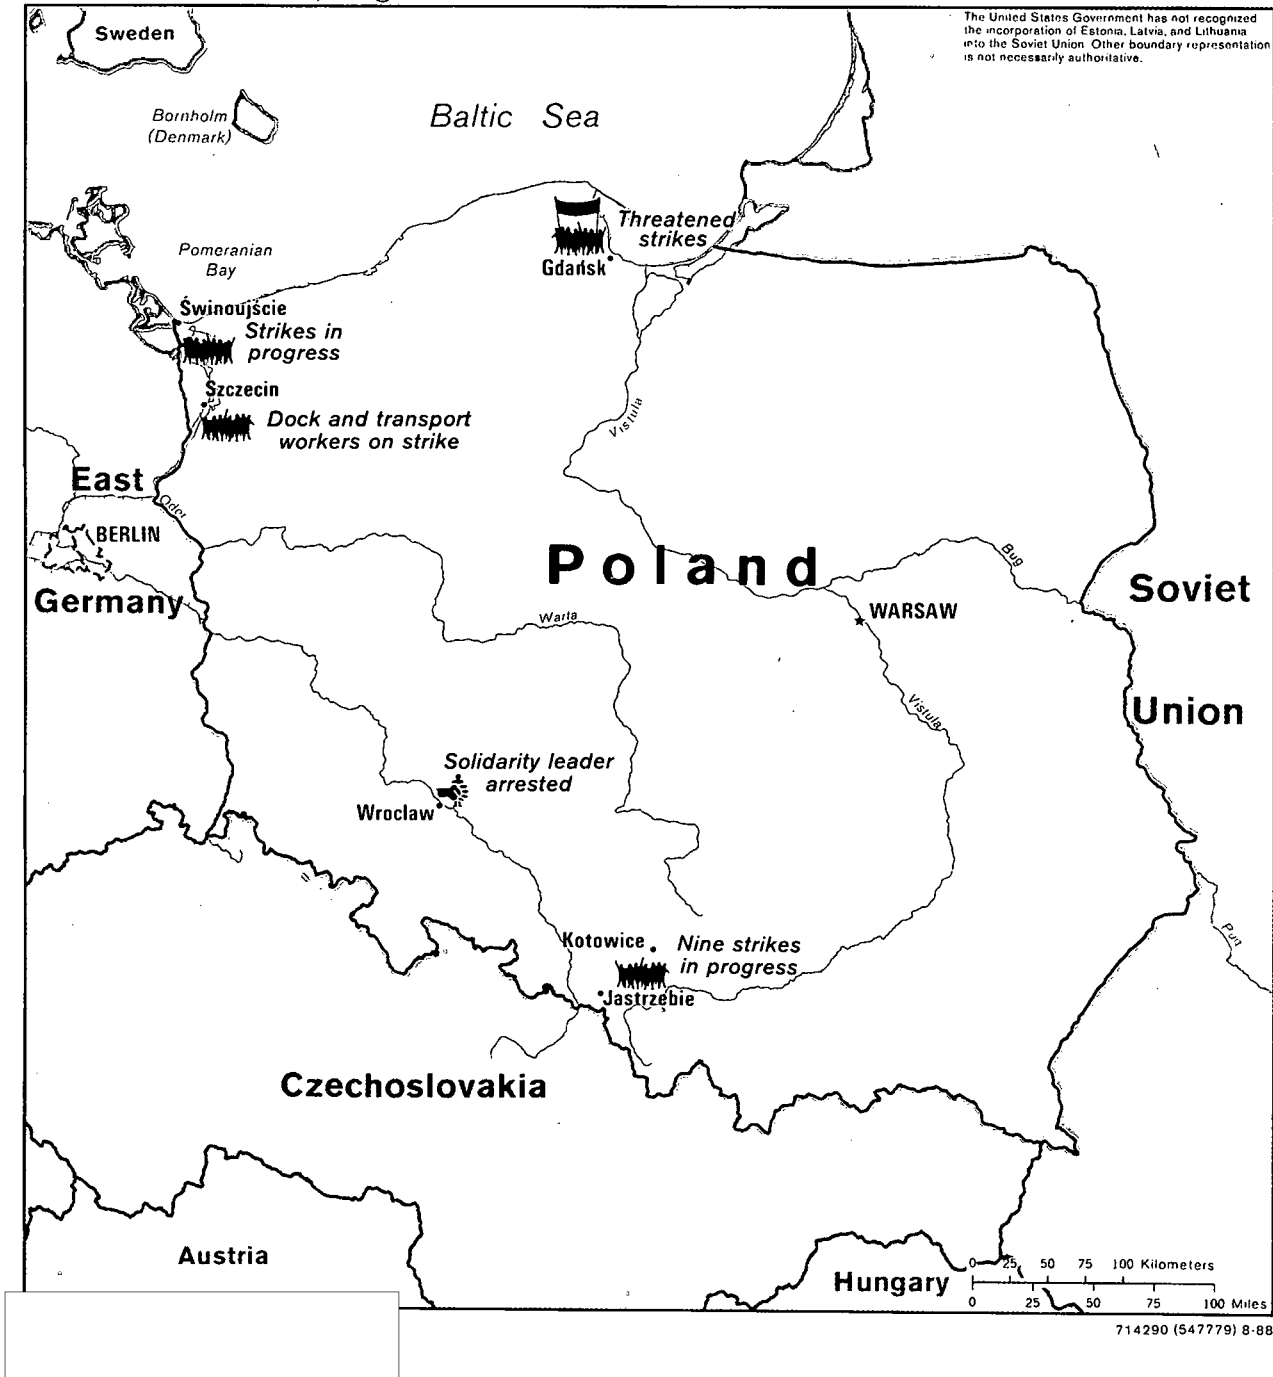 The United States Government has not recognized
the incorporation of Estonia, Latvia, and Lithuania
into the Soviet Union. Other boundary representation
is not necessarily authoritative.
Sweden
Bornholm
(Denmark)
Baltic Sea
Threatened
strikes
Gdańsk
Pomeranian
Bay
Świnoujście
Strikes in
progress
Szczecin
Dock and transport
workers on strike
Vistula
East
Oder
BERLIN
Germany
Poland
Bug
Soviet
WARSAW
Warta
Vistula
Union
Solidarity leader
arrested
Wroclaw
Kotowice
Nine strikes
in progress
Jastrzebie
Czechoslovakia
Austria
Hungary
0 25 50 75 100 Kilometers
0 25 50 75 100 Miles
714290 (547779) 8-88